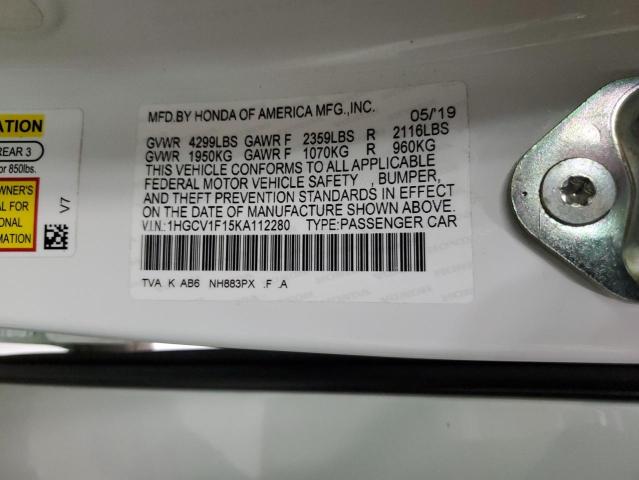 ATION
REAR 3
or 850lbs.
WNER'S
AL FOR
ONAL
ON
V7
MFD.BY HONDA OF AMERICA MFG.,INC. 05/19
GVWR 4299LBS GAWR F 2359LBS R 2116LBS
GVWR 1950KG GAWR F 1070KG R 960KG
THIS VEHICLE CONFORMS TO ALL APPLICABLE
FEDERAL MOTOR VEHICLE SAFETY , BUMPER,
AND THEFT PREVENTION STANDARDS IN EFFECT
ON THE DATE OF MANUFACTURE SHOWN ABOVE.
V.I.N.:1HGCV1F15KA112280 TYPE:PASSENGER CAR
TVA K AB6 NH883PX .F .A